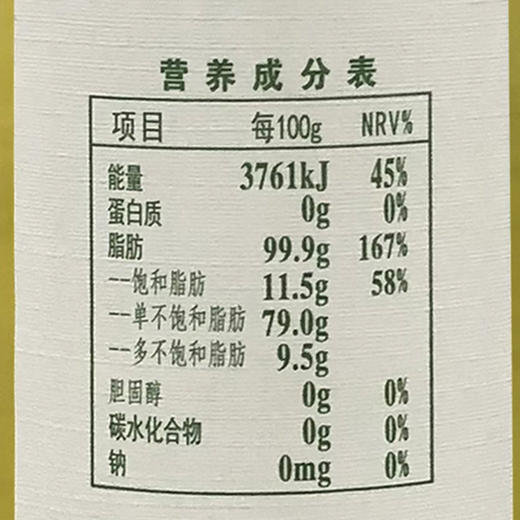 营养成分表
项目 每100g NRV%
能量 3761kJ 45%
蛋白质 0g 0%
脂肪 99.9g 167%
--饱和脂肪 11.5g 58%
--单不饱和脂肪 79.0g
--多不饱和脂肪 9.5g
胆固醇 0g 0%
碳水化合物 0g 0%
钠 0mg 0%